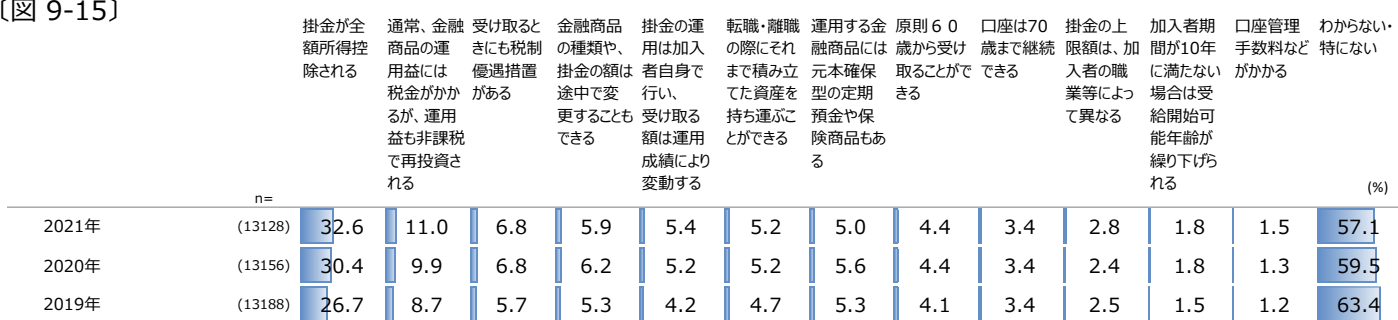 〔図 9-15〕
掛金が全
額所得控
除される
通常、金融
商品の運
用益には
税金がかか
るが、運用
益も非課税
で再投資さ
れる
受け取ると
きにも税制
優遇措置
がある
金融商品
の種類や、
掛金の額は
途中で変
更することも
できる
掛金の運
用は加入
者自身で
行い、
受け取る
額は運用
成績により
変動する
転職・離職
の際にそれ
まで積み立
てた資産を
持ち運ぶこ
とができる
運用する金
融商品には
元本確保
型の定期
預金や保
険商品もあ
る
原則６０
歳から受け
取ることがで
きる
口座は70
歳まで継続
できる
掛金の上
限額は、加
入者の職
業等によっ
て異なる
加入者期
間が10年
に満たない
場合は受
給開始可
能年齢が
繰り下げら
れる
口座管理
手数料など
がかかる
わからない・
特にない
n=
(%)
2021年 (13128) 32.6 11.0 6.8 5.9 5.4 5.2 5.0 4.4 3.4 2.8 1.8 1.5 57.1
2020年 (13156) 30.4 9.9 6.8 6.2 5.2 5.2 5.6 4.4 3.4 2.4 1.8 1.3 59.5
2019年 (13188) 26.7 8.7 5.7 5.3 4.2 4.7 5.3 4.1 3.4 2.5 1.5 1.2 63.4